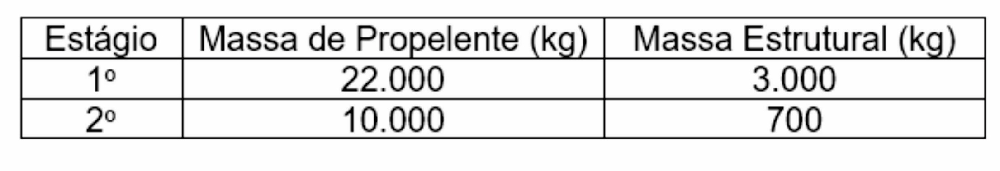 Estágio Massa de Propelente (kg) Massa Estrutural (kg)
1º 22.000 3.000
2º 10.000 700